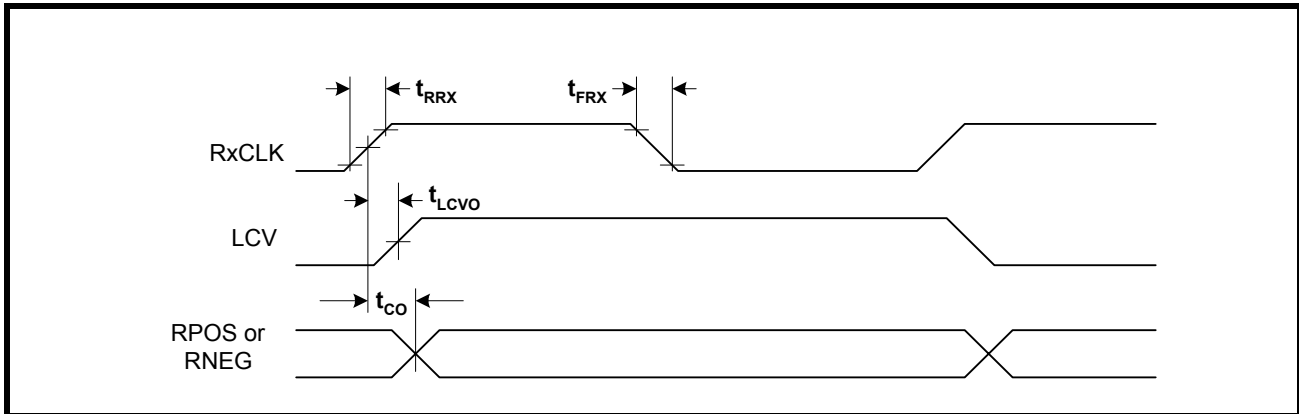 tRRX
tFRX
RxCLK
tLCVO
LCV
tCO
RPOS or
RNEG